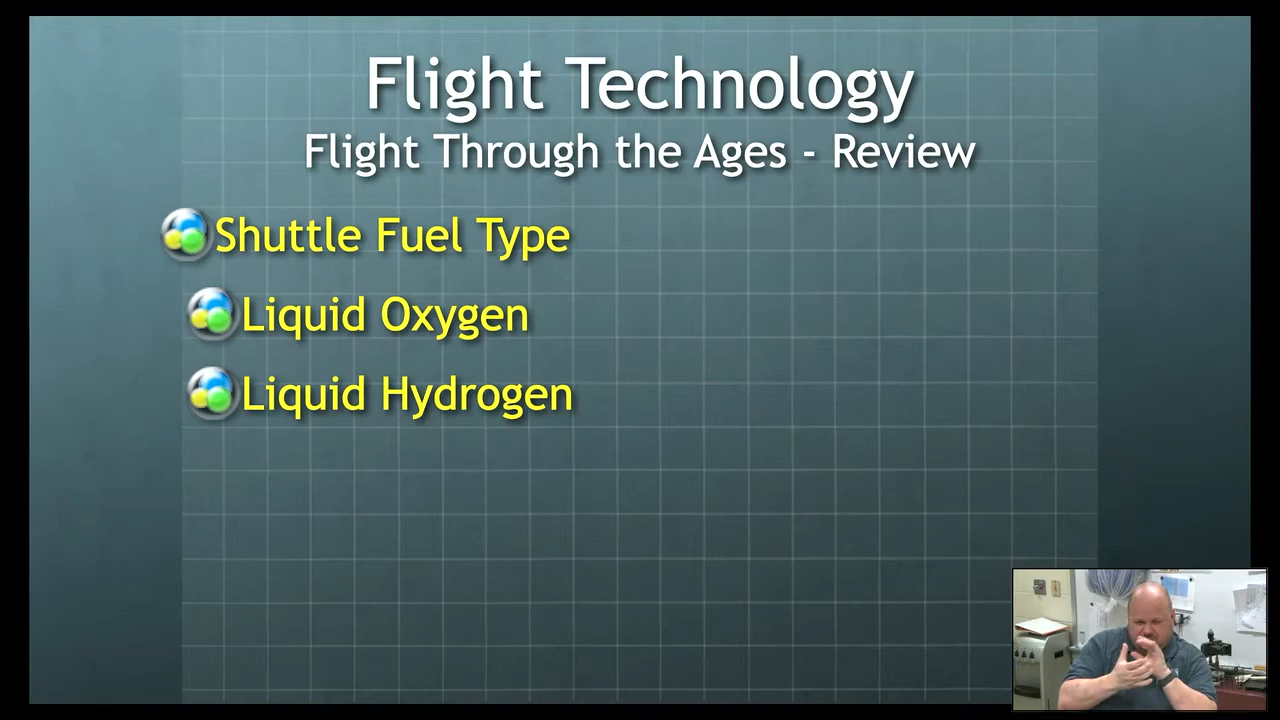 Flight Technology
Flight Through the Ages - Review
Shuttle Fuel Type
Liquid Oxygen
Liquid Hydrogen